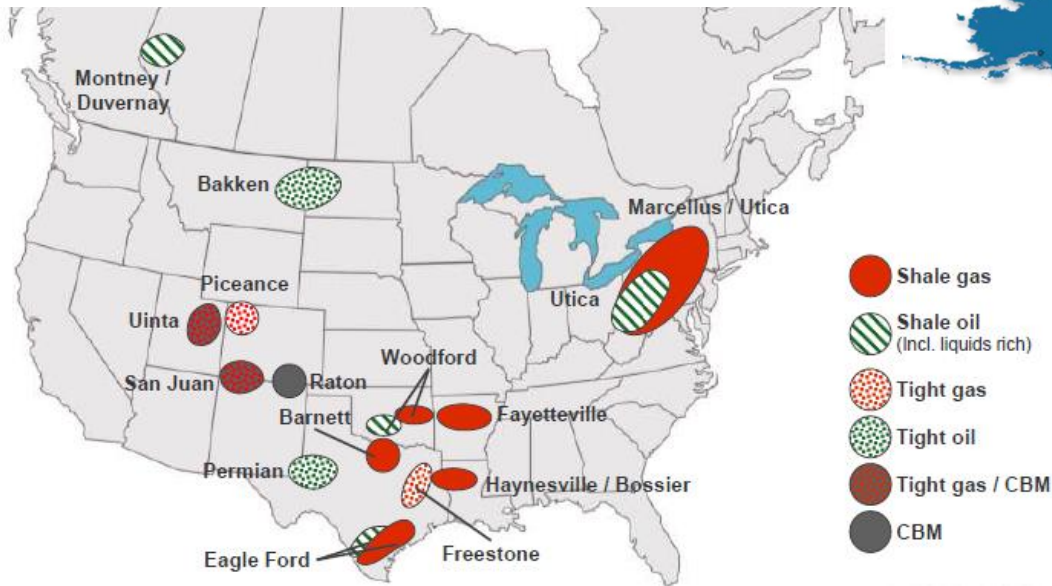 Montney /
Duvernay
Bakken
Marcellus / Utica
Piceance
Utica
Uinta
Woodford
San Juan
Raton
Barnett
Fayetteville
Permian
Haynesville / Bossier
Eagle Ford
Freestone
Shale gas
Shale oil
(Incl. liquids rich)
Tight gas
Tight oil
Tight gas / CBM
CBM